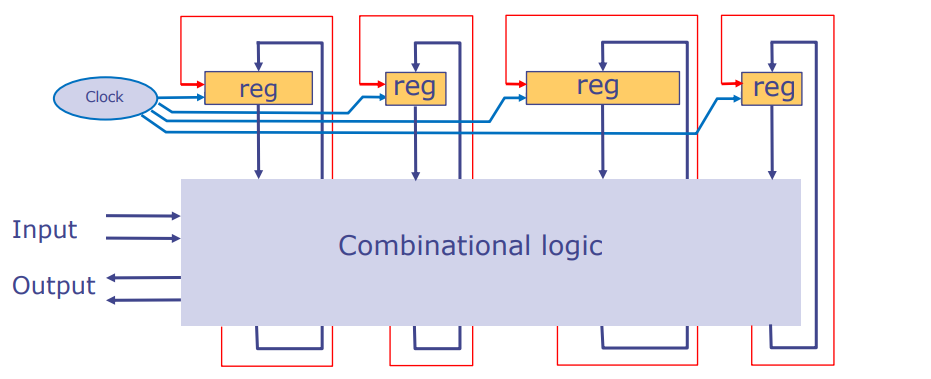 reg
reg
reg
reg
Clock
Input
Combinational logic
Output